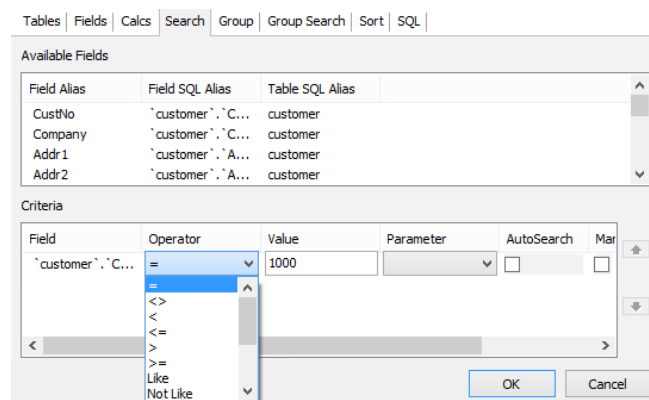 Tables Fields Calcs Search Group Group Search Sort SQL
Available Fields
Field Alias Field SQL Alias Table SQL Alias
CustNo `customer`.`C... customer
Company `customer`.`C... customer
Addr1 `customer`.`A... customer
Addr2 `customer`.`A... customer
Criteria
Field Operator Value Parameter AutoSearch Mar
`customer`.`C... = 1000
=
<>
<
<=
>
>=
Like
Not Like
OK Cancel